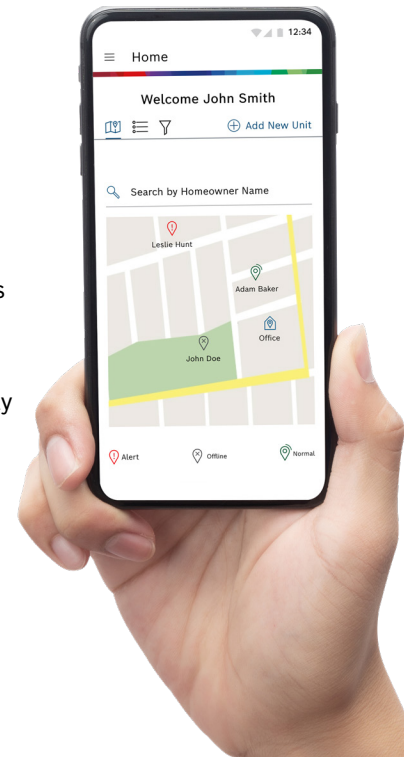 12:34
Home
Welcome John Smith
Add New Unit
Search by Homeowner Name
Leslie Hunt
Adam Baker
Office
John Doe
Alert
Offline
Normal